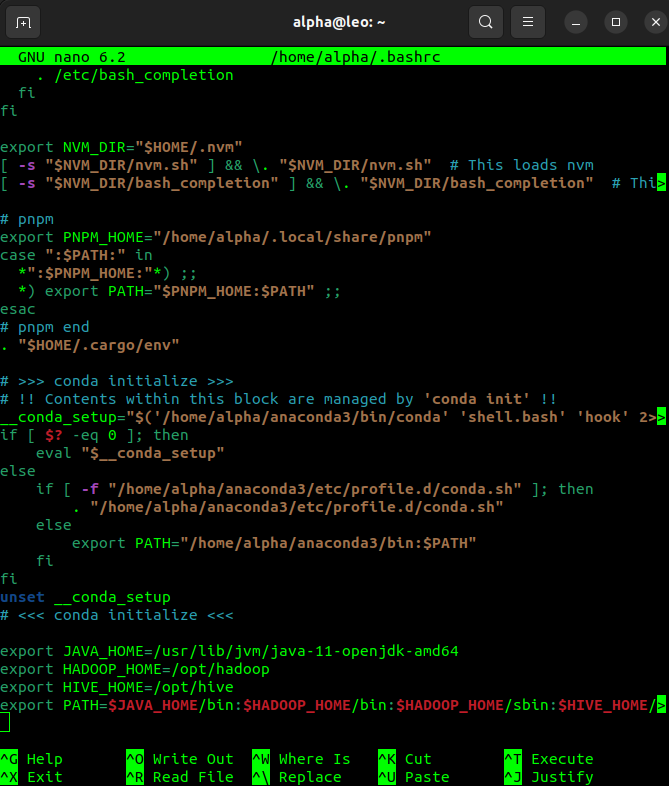 alpha@leo: ~
GNU nano 6.2 /home/alpha/.bashrc
    . /etc/bash_completion
  fi
fi
export NVM_DIR="$HOME/.nvm"
[ -s "$NVM_DIR/nvm.sh" ] && \. "$NVM_DIR/nvm.sh"  # This loads nvm
[ -s "$NVM_DIR/bash_completion" ] && \. "$NVM_DIR/bash_completion"  # Thi>
# pnpm
export PNPM_HOME="/home/alpha/.local/share/pnpm"
case ":$PATH:" in
  *":$PNPM_HOME:"*) ;;
  *) export PATH="$PNPM_HOME:$PATH" ;;
esac
# pnpm end
. "$HOME/.cargo/env"
# >>> conda initialize >>>
# !! Contents within this block are managed by 'conda init' !!
__conda_setup="$('/home/alpha/anaconda3/bin/conda' 'shell.bash' 'hook' 2>>
if [ $? -eq 0 ]; then
    eval "$__conda_setup"
else
    if [ -f "/home/alpha/anaconda3/etc/profile.d/conda.sh" ]; then
        . "/home/alpha/anaconda3/etc/profile.d/conda.sh"
    else
        export PATH="/home/alpha/anaconda3/bin:$PATH"
    fi
fi
unset __conda_setup
# <<< conda initialize <<<
export JAVA_HOME=/usr/lib/jvm/java-11-openjdk-amd64
export HADOOP_HOME=/opt/hadoop
export HIVE_HOME=/opt/hive
export PATH=$JAVA_HOME/bin:$HADOOP_HOME/bin:$HADOOP_HOME/sbin:$HIVE_HOME/>
^G Help ^O Write Out ^W Where Is ^K Cut ^T Execute
^X Exit ^R Read File ^\ Replace ^U Paste ^J Justify